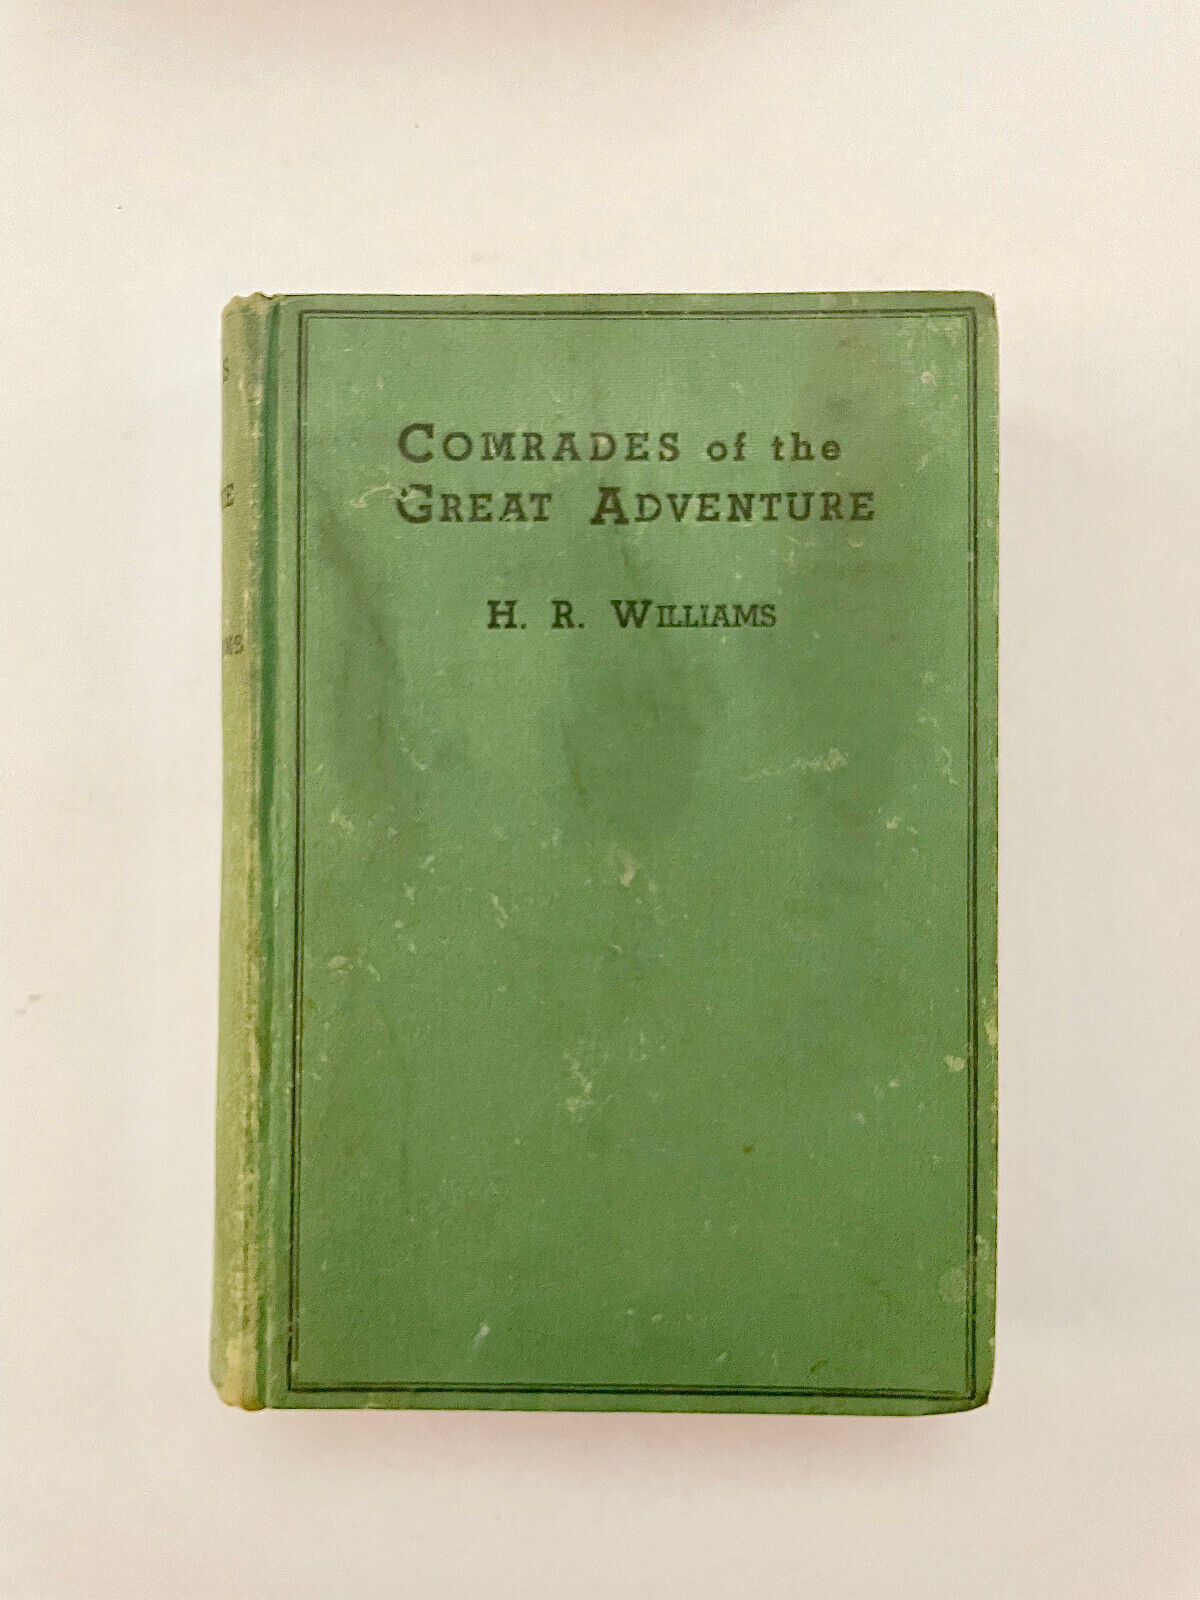 COMRADES of the
GREAT ADVENTURE
H. R. WILLIAMS